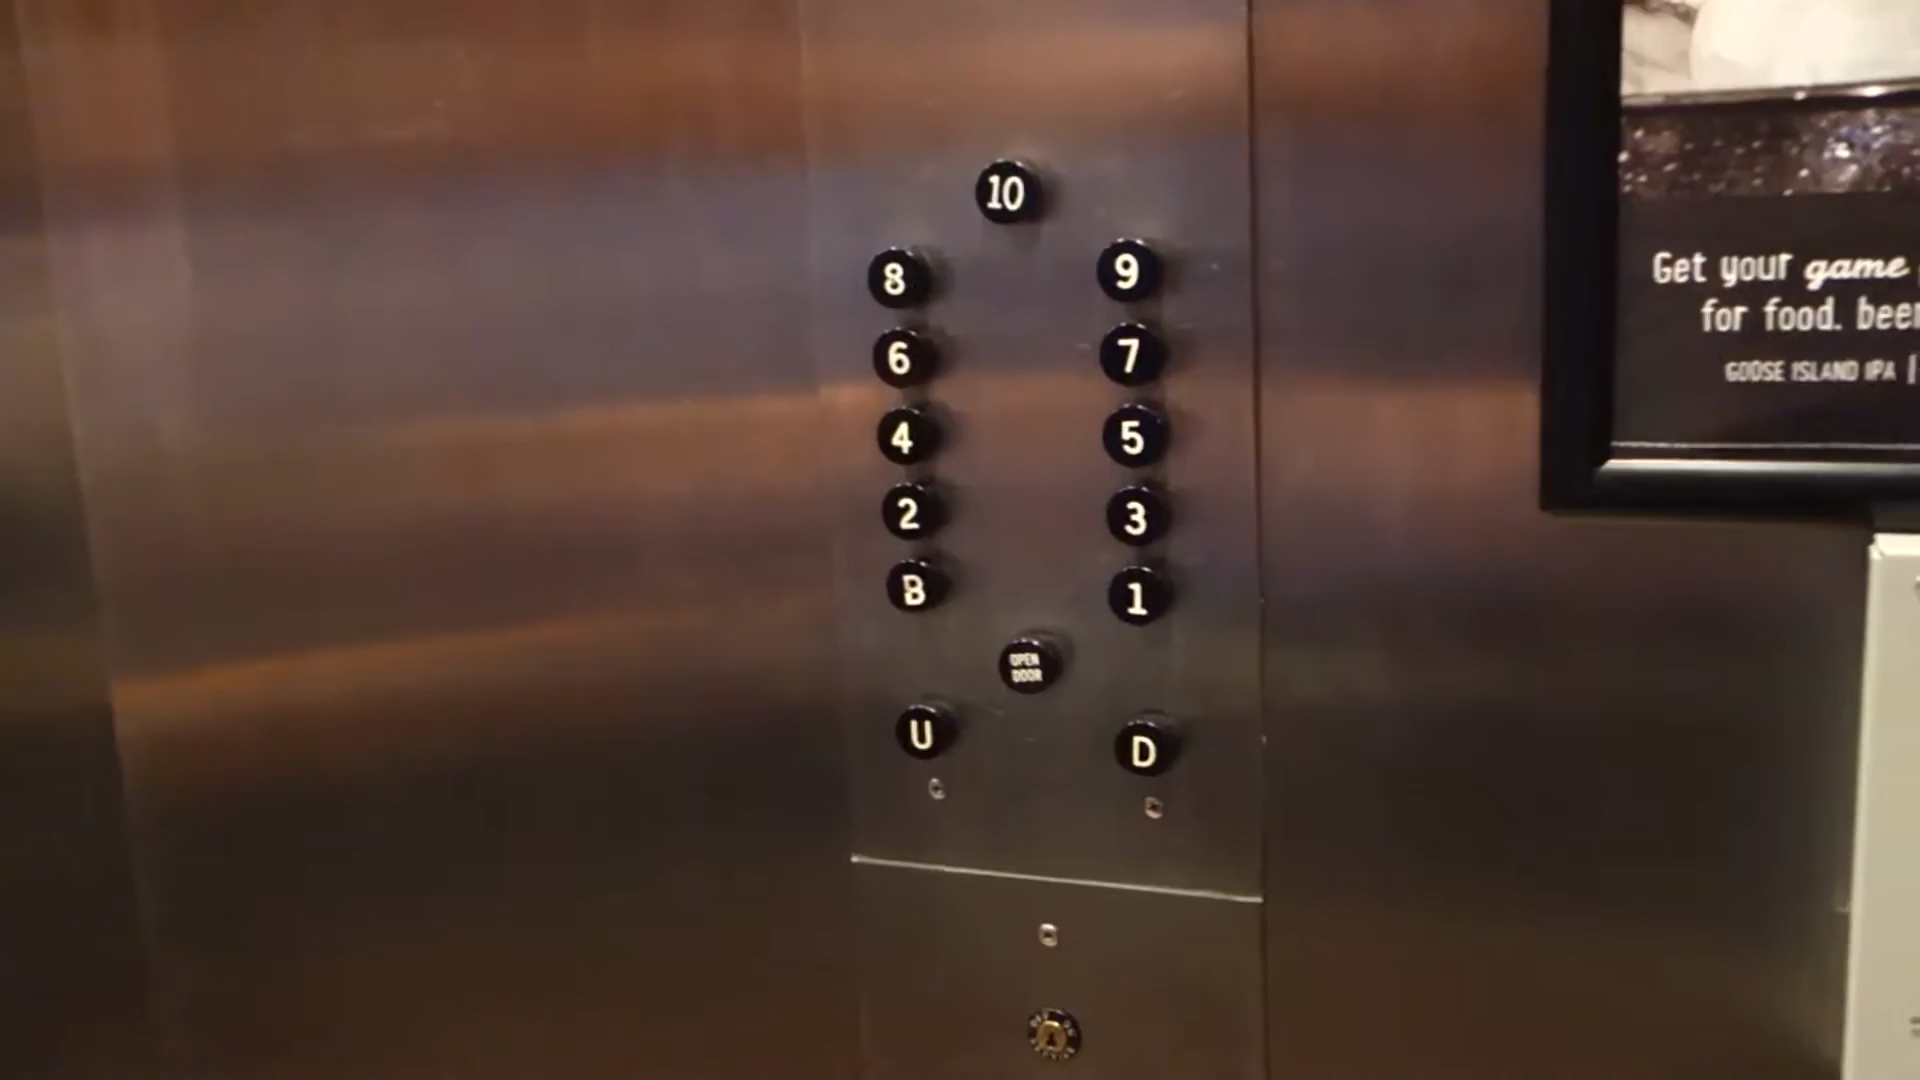 10
8 9
6 7
4 5
2 3
B 1
OPEN
DOOR
U D
Get your game
for food. beer
GOOSE ISLAND IPA |